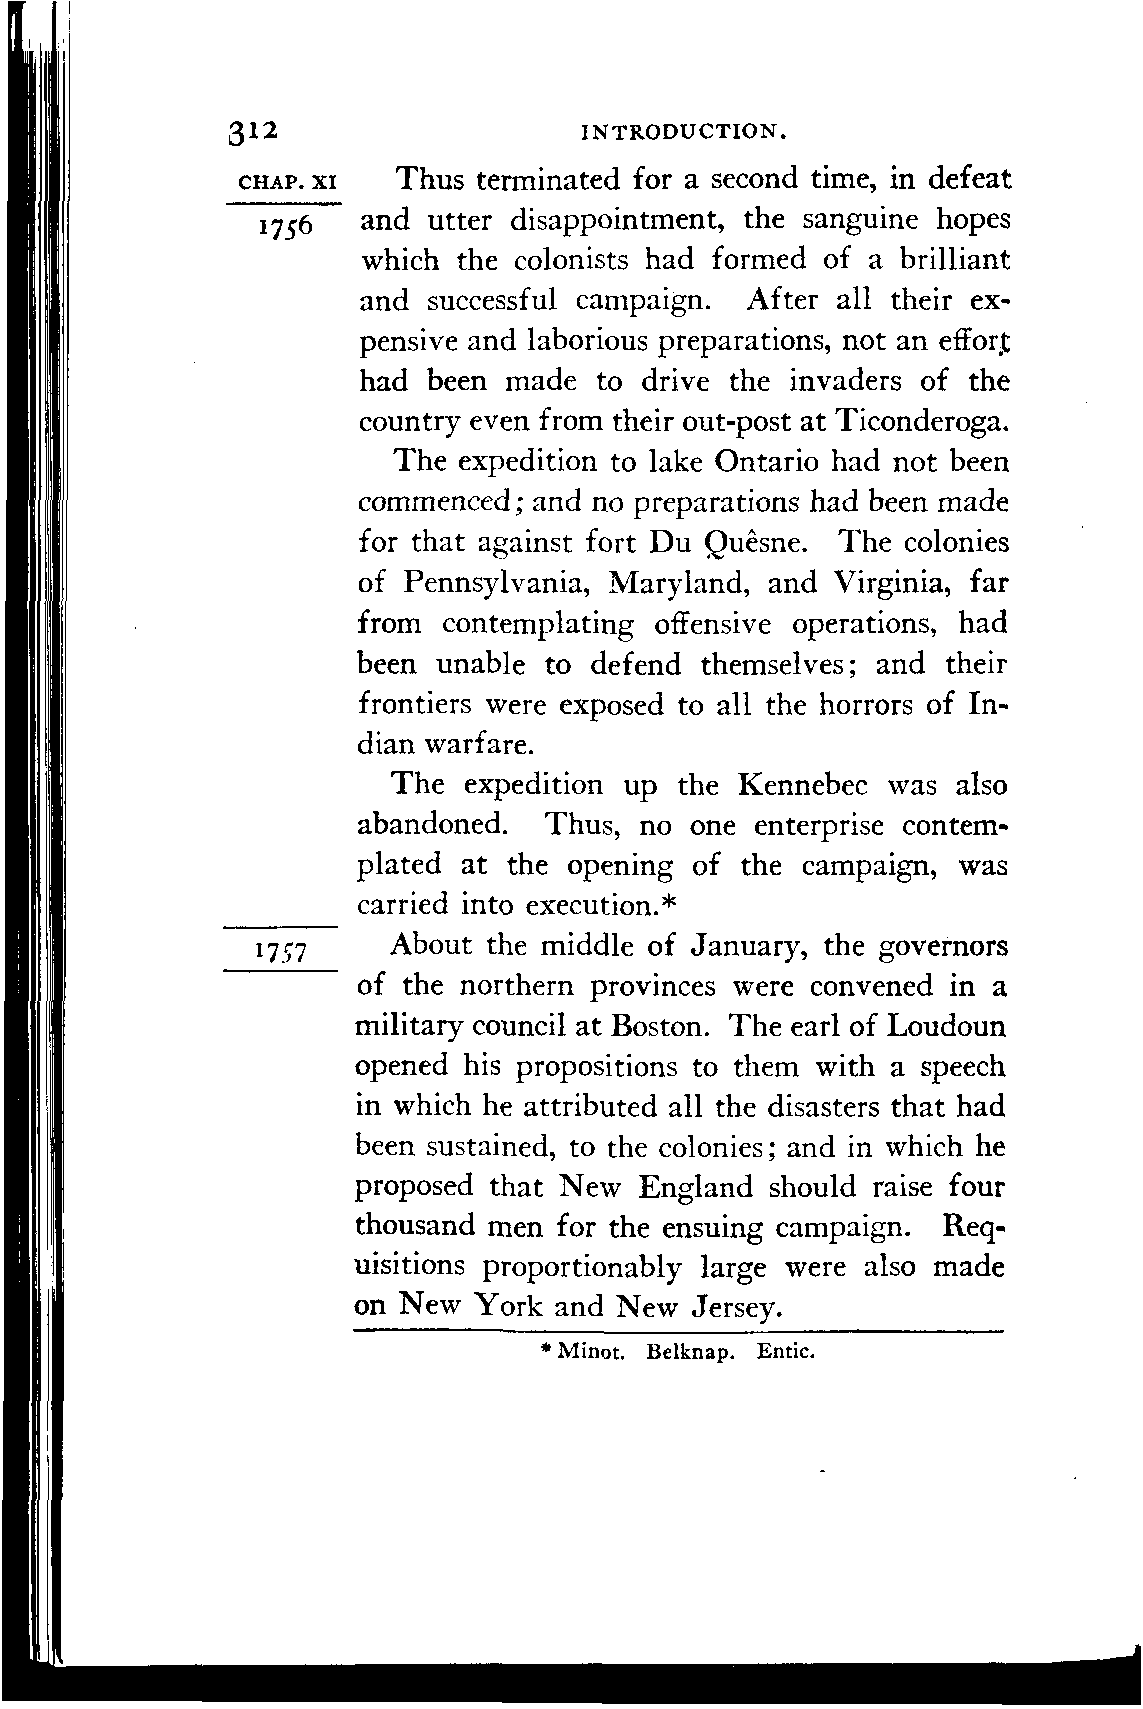 312 INTRODUCTION.
CHAP. XI Thus terminated for a second time, in defeat
1756 and utter disappointment, the sanguine hopes
which the colonists had formed of a brilliant
and successful campaign. After all their ex-
pensive and laborious preparations, not an effort
had been made to drive the invaders of the
country even from their out-post at Ticonderoga.
The expedition to lake Ontario had not been
commenced; and no preparations had been made
for that against fort Du Quêsne. The colonies
of Pennsylvania, Maryland, and Virginia, far
from contemplating offensive operations, had
been unable to defend themselves; and their
frontiers were exposed to all the horrors of In-
dian warfare.
The expedition up the Kennebec was also
abandoned. Thus, no one enterprise contem-
plated at the opening of the campaign, was
carried into execution.*
1757 About the middle of January, the governors
of the northern provinces were convened in a
military council at Boston. The earl of Loudoun
opened his propositions to them with a speech
in which he attributed all the disasters that had
been sustained, to the colonies; and in which he
proposed that New England should raise four
thousand men for the ensuing campaign. Req-
uisitions proportionably large were also made
on New York and New Jersey.
* Minot. Belknap. Entic.